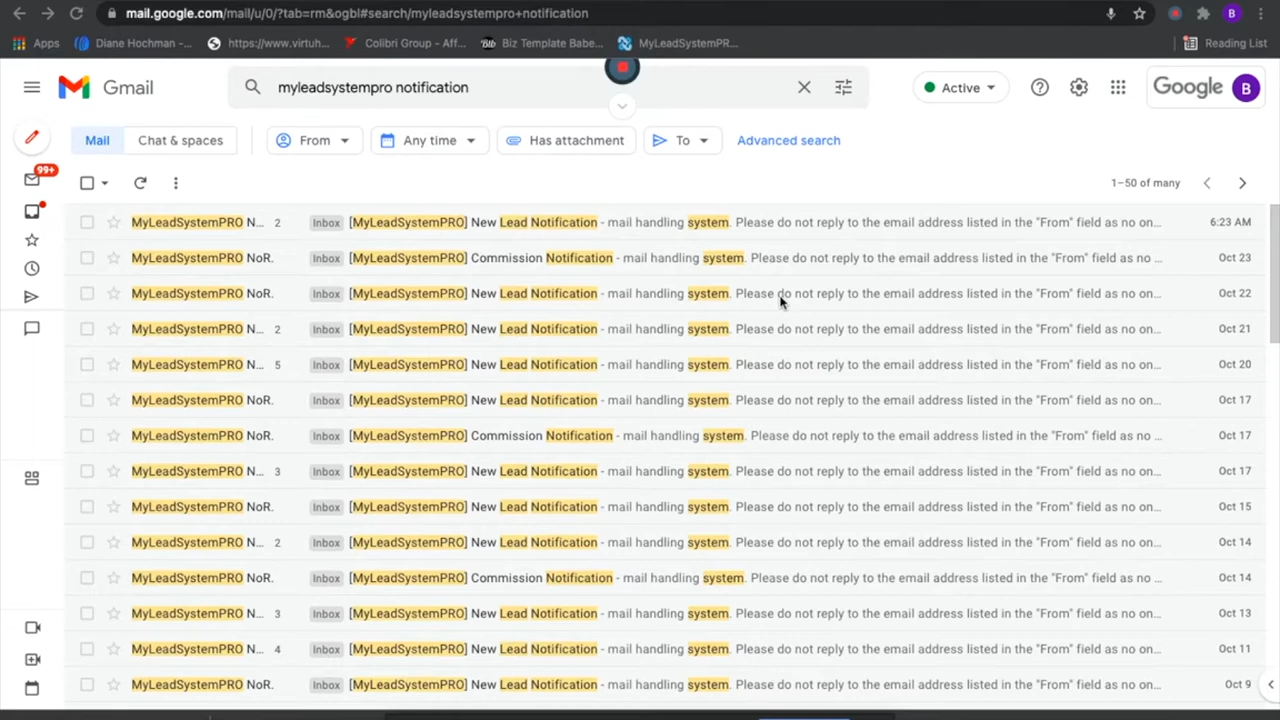 mail.google.com/mail/u/0/?tab=rm&ogbl#search/myleadsystempro+notification B
Apps Diane Hochman -... https://www.virtuh... Colibri Group - Aff... BIz Biz Template Babe... MyLeadSystemPR... Reading List
Gmail myleadsystempro notification Active Google B
Mail Chat & spaces From Any time Has attachment To Advanced search
99+
1–50 of many
MyLeadSystemPRO N... 2 Inbox [MyLeadSystemPRO] New Lead Notification - mail handling system. Please do not reply to the email address listed in the "From" field as no on... 6:23 AM
MyLeadSystemPRO NoR. Inbox [MyLeadSystemPRO] Commission Notification - mail handling system. Please do not reply to the email address listed in the "From" field as no ... Oct 23
MyLeadSystemPRO NoR. Inbox [MyLeadSystemPRO] New Lead Notification - mail handling system. Please do not reply to the email address listed in the "From" field as no on... Oct 22
MyLeadSystemPRO N... 2 Inbox [MyLeadSystemPRO] New Lead Notification - mail handling system. Please do not reply to the email address listed in the "From" field as no on... Oct 21
MyLeadSystemPRO N... 5 Inbox [MyLeadSystemPRO] New Lead Notification - mail handling system. Please do not reply to the email address listed in the "From" field as no on... Oct 20
MyLeadSystemPRO NoR. Inbox [MyLeadSystemPRO] New Lead Notification - mail handling system. Please do not reply to the email address listed in the "From" field as no on... Oct 17
MyLeadSystemPRO NoR. Inbox [MyLeadSystemPRO] Commission Notification - mail handling system. Please do not reply to the email address listed in the "From" field as no ... Oct 17
MyLeadSystemPRO N... 3 Inbox [MyLeadSystemPRO] New Lead Notification - mail handling system. Please do not reply to the email address listed in the "From" field as no on... Oct 17
MyLeadSystemPRO NoR. Inbox [MyLeadSystemPRO] New Lead Notification - mail handling system. Please do not reply to the email address listed in the "From" field as no on... Oct 15
MyLeadSystemPRO N... 2 Inbox [MyLeadSystemPRO] New Lead Notification - mail handling system. Please do not reply to the email address listed in the "From" field as no on... Oct 14
MyLeadSystemPRO NoR. Inbox [MyLeadSystemPRO] Commission Notification - mail handling system. Please do not reply to the email address listed in the "From" field as no ... Oct 14
MyLeadSystemPRO N... 3 Inbox [MyLeadSystemPRO] New Lead Notification - mail handling system. Please do not reply to the email address listed in the "From" field as no on... Oct 13
MyLeadSystemPRO N... 4 Inbox [MyLeadSystemPRO] New Lead Notification - mail handling system. Please do not reply to the email address listed in the "From" field as no on... Oct 11
MyLeadSystemPRO NoR. Inbox [MyLeadSystemPRO] New Lead Notification - mail handling system. Please do not reply to the email address listed in the "From" field as no on... Oct 9